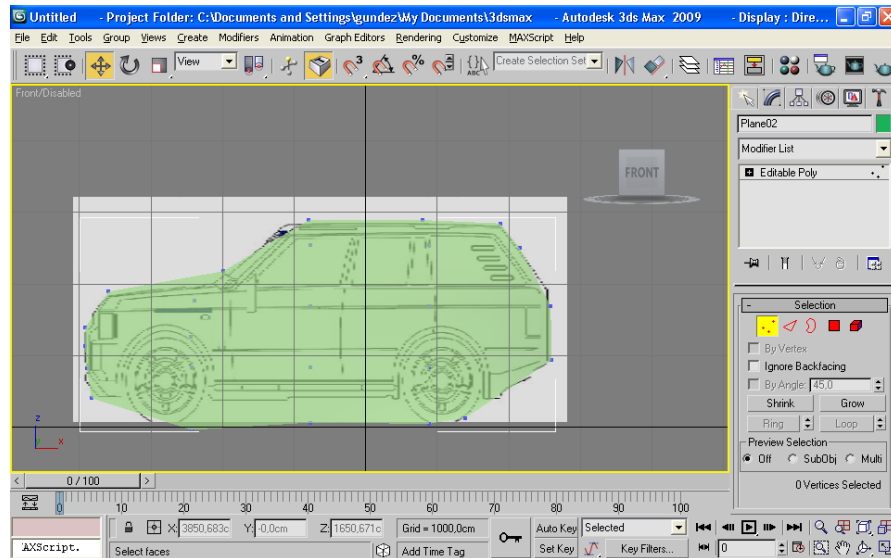 Untitled - Project Folder: C:\Documents and Settings\gundez\My Documents\3dsmax - Autodesk 3ds Max 2009 - Display : Dire...
File Edit Tools Group Views Create Modifiers Animation Graph Editors Rendering Customize MAXScript Help
View 3 % ABC Create Selection Set
Front/Disabled
FRONT
Plane02
Modifier List
Editable Poly
- Selection
By Vertex
Ignore Backfacing
By Angle: 45,0
Shrink Grow
Ring Loop
Preview Selection
Off SubObj Multi
0 Vertices Selected
z
y x
< 0 / 100 >
0 10 20 30 40 50 60 70 80 90 100
X: 3850,683c Y: -0,0cm Z: 1650,671c Grid = 1000,0cm Auto Key Selected
'AXScript. Select faces Add Time Tag Set Key Key Filters... 0